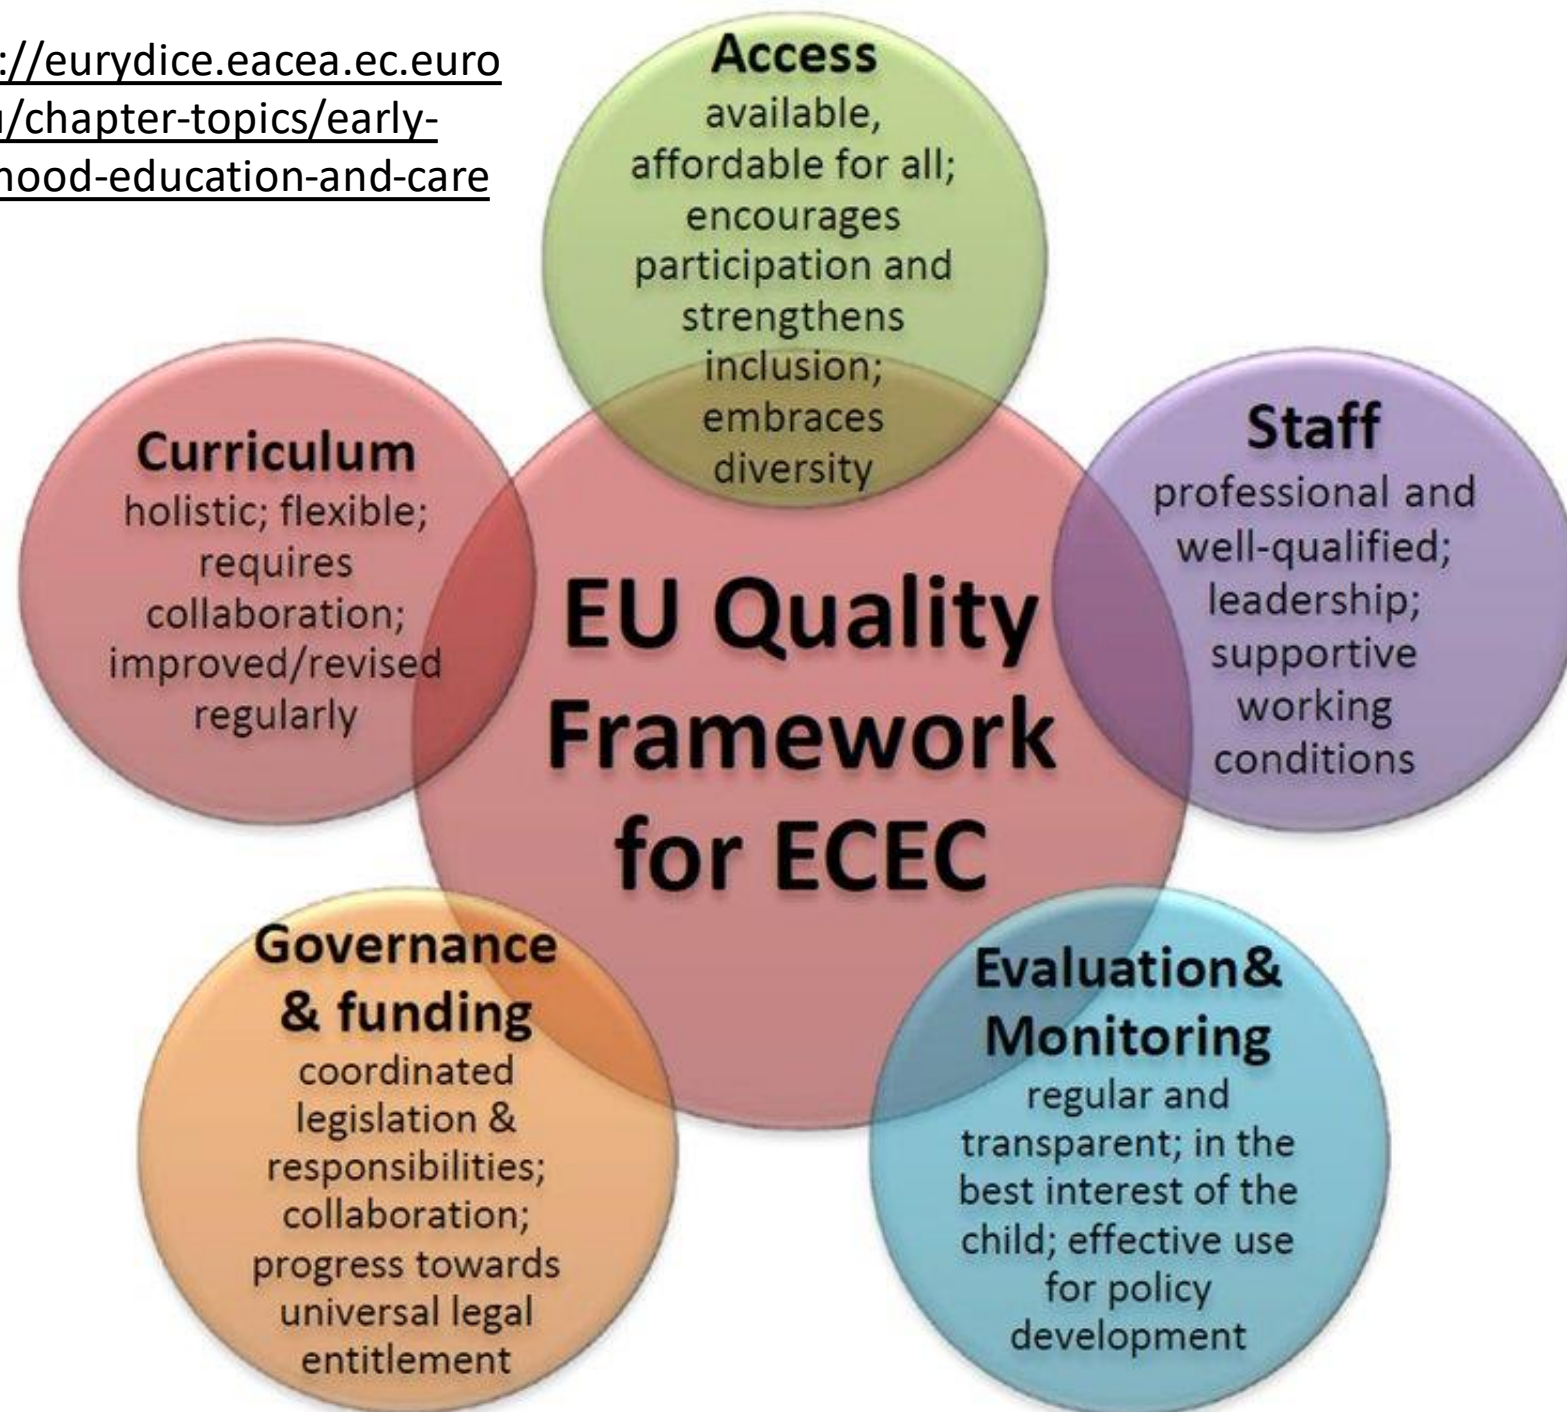 ://eurydice.eacea.ec.euro
/chapter-topics/early-
hood-education-and-care
Access
available,
affordable for all;
encourages
participation and
strengthens
inclusion;
embraces
diversity
Curriculum
holistic; flexible;
requires
collaboration;
improved/revised
regularly
Staff
professional and
well-qualified;
leadership;
supportive
working
conditions
EU Quality
Framework
for ECEC
Governance
& funding
coordinated
legislation &
responsibilities;
collaboration;
progress towards
universal legal
entitlement
Evaluation&
Monitoring
regular and
transparent; in the
best interest of the
child; effective use
for policy
development